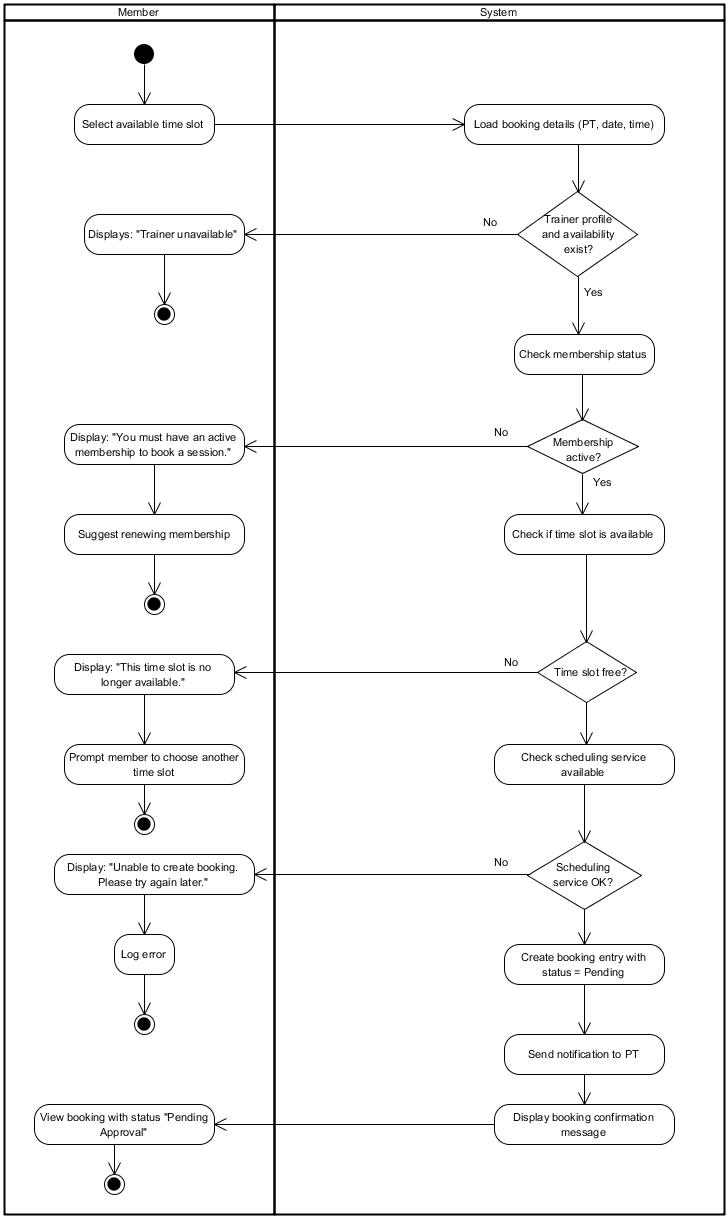 Member
System
Select available time slot
Load booking details (PT, date, time)
Trainer profile
and availability
exist?
No
Displays: "Trainer unavailable"
Yes
Check membership status
Membership
active?
No
Display: "You must have an active
membership to book a session."
Yes
Suggest renewing membership
Check if time slot is available
Time slot free?
No
Display: "This time slot is no
longer available."
Prompt member to choose another
time slot
Check scheduling service
available
Scheduling
service OK?
No
Display: "Unable to create booking.
Please try again later."
Log error
Create booking entry with
status = Pending
Send notification to PT
Display booking confirmation
message
View booking with status "Pending
Approval"